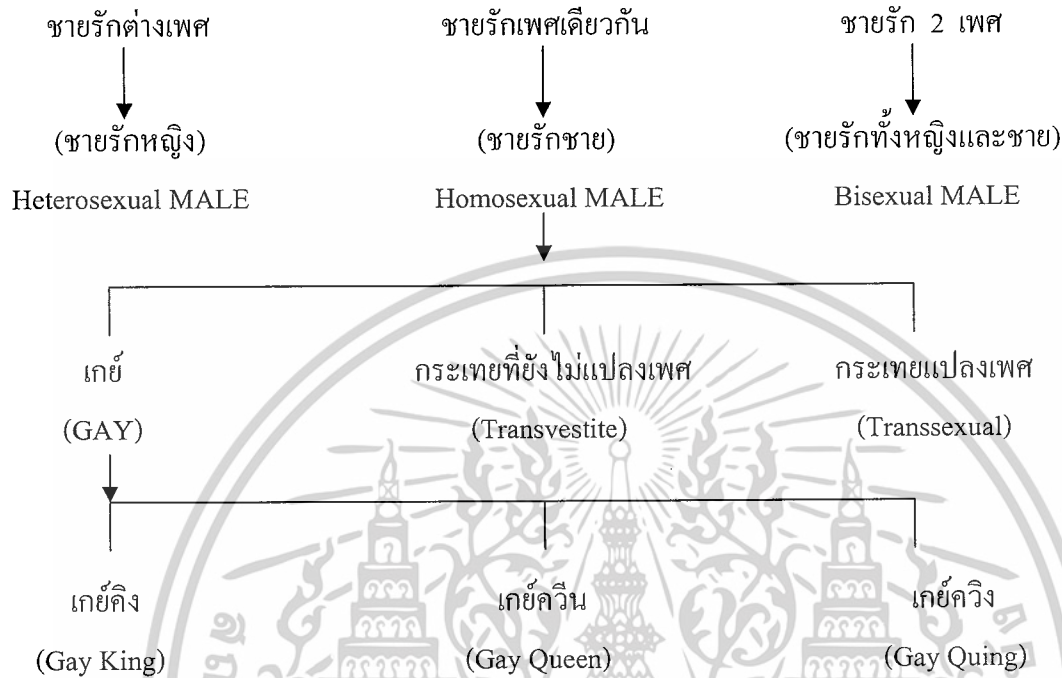 ชายรักต่างเพศ ชายรักเพศเดียวกัน ชายรัก 2 เพศ
(ชายรักหญิง) (ชายรักชาย) (ชายรักทั้งหญิงและชาย)
Heterosexual MALE Homosexual MALE Bisexual MALE
เกย์ กระเทยที่ยังไม่แปลงเพศ กระเทยแปลงเพศ
(GAY) (Transvestite) (Transsexual)
เกย์คิง เกย์ควีน เกย์ควิง
(Gay King) (Gay Queen) (Gay Quing)